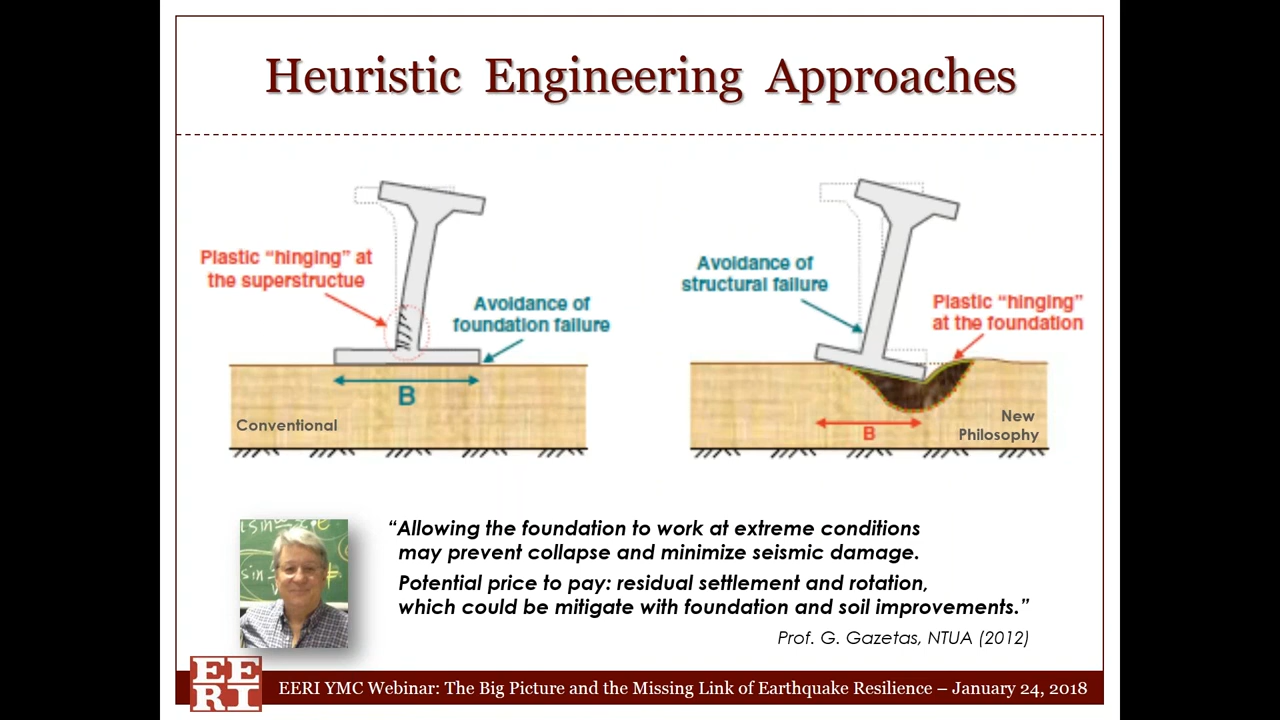 Heuristic Engineering Approaches
Plastic “hinging” at
the superstructue
Avoidance of
foundation failure
B
Conventional
Avoidance of
structural failure
Plastic “hinging”
at the foundation
B
New
Philosophy
“Allowing the foundation to work at extreme conditions
may prevent collapse and minimize seismic damage.
Potential price to pay: residual settlement and rotation,
which could be mitigate with foundation and soil improvements.”
Prof. G. Gazetas, NTUA (2012)
EE
RI
EERI YMC Webinar: The Big Picture and the Missing Link of Earthquake Resilience – January 24, 2018